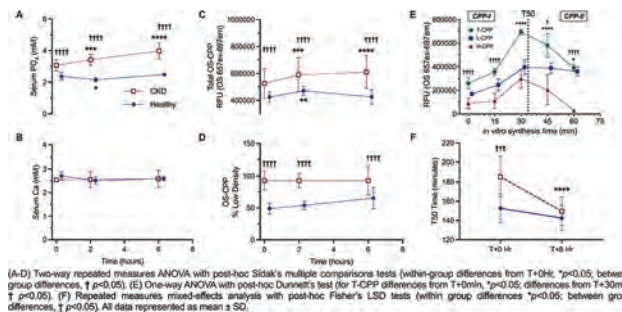 A
B
C
D
E
F
Serum PO4 (mM)
Serum Ca (mM)
Total OS-CPP
RFU (OS 657ex-697em)
OS-CPP
% Low Density
RFU (OS 657ex-697em)
T50 Time (minutes)
CKD
Healthy
CPP-I
T50
CPP-II
T-CPP
L-CPP
H-CPP
Time (hours)
Time (hours)
in vitro synthesis time (min)
T+0 Hr
(A-D) Two-way repeated measures ANOVA with post-hoc Šídák's multiple comparisons tests (within-group differences from T+0Hr, *p<0.05; between
group differences, † p<0.05). (E) One-way ANOVA with post-hoc Dunnett's test (for T-CPP differences from T+0min, *p<0.05; differences from T+30m
† p<0.05). (F) Repeated measures mixed-effects analysis with post-hoc Fisher's LSD tests (within group differences *p<0.05; between gro
differences, † p<0.05). All data represented as mean ± SD.